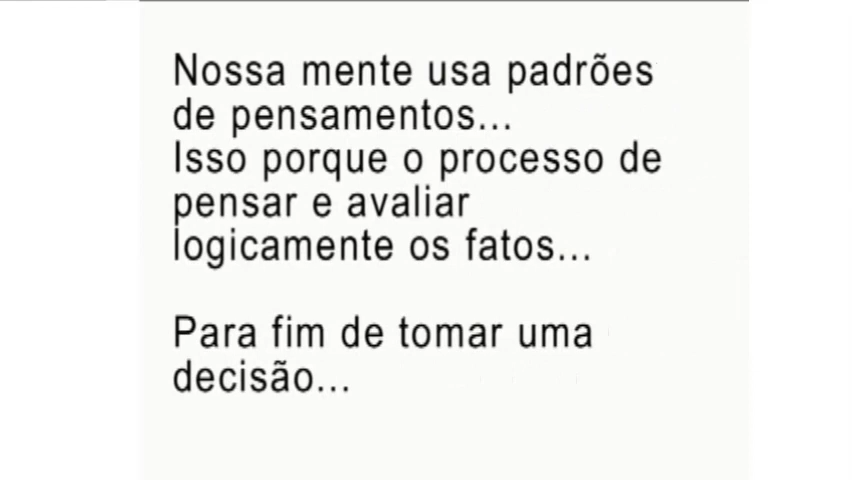 Nossa mente usa padrões
de pensamentos...
Isso porque o processo de
pensar e avaliar
logicamente os fatos...
Para fim de tomar uma
decisão...